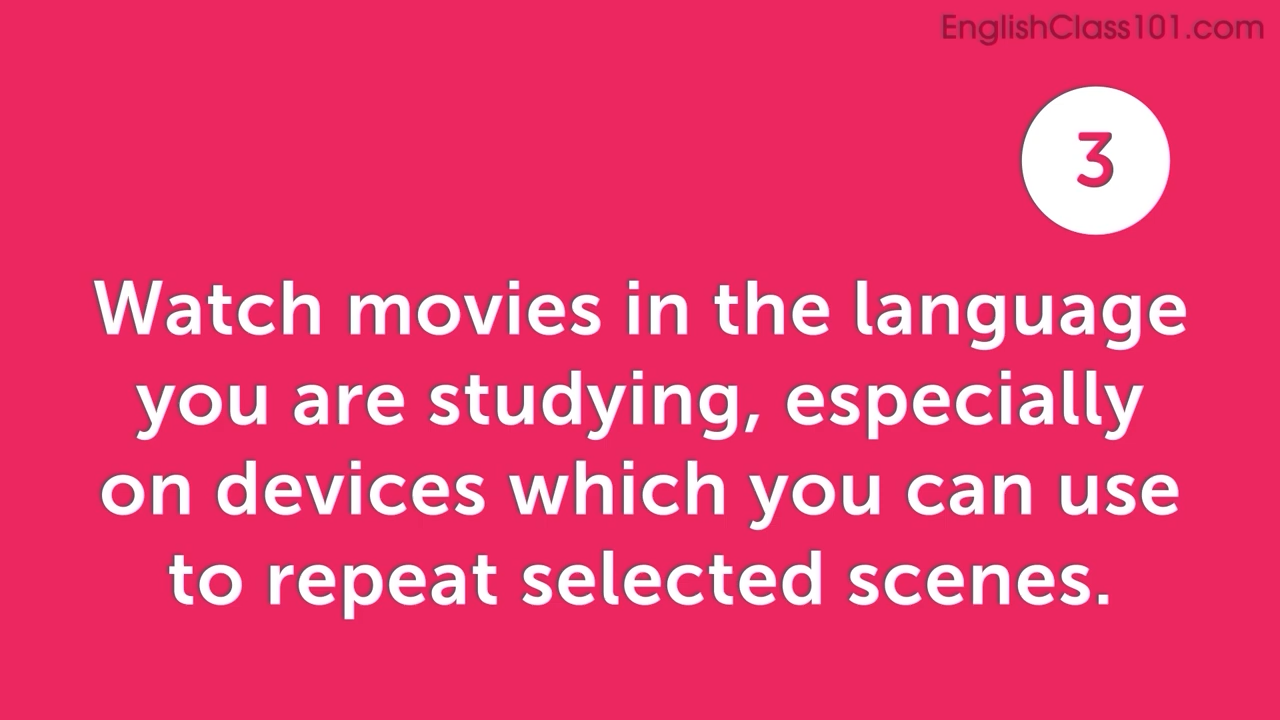 EnglishClass101.com
3
Watch movies in the language
you are studying, especially
on devices which you can use
to repeat selected scenes.